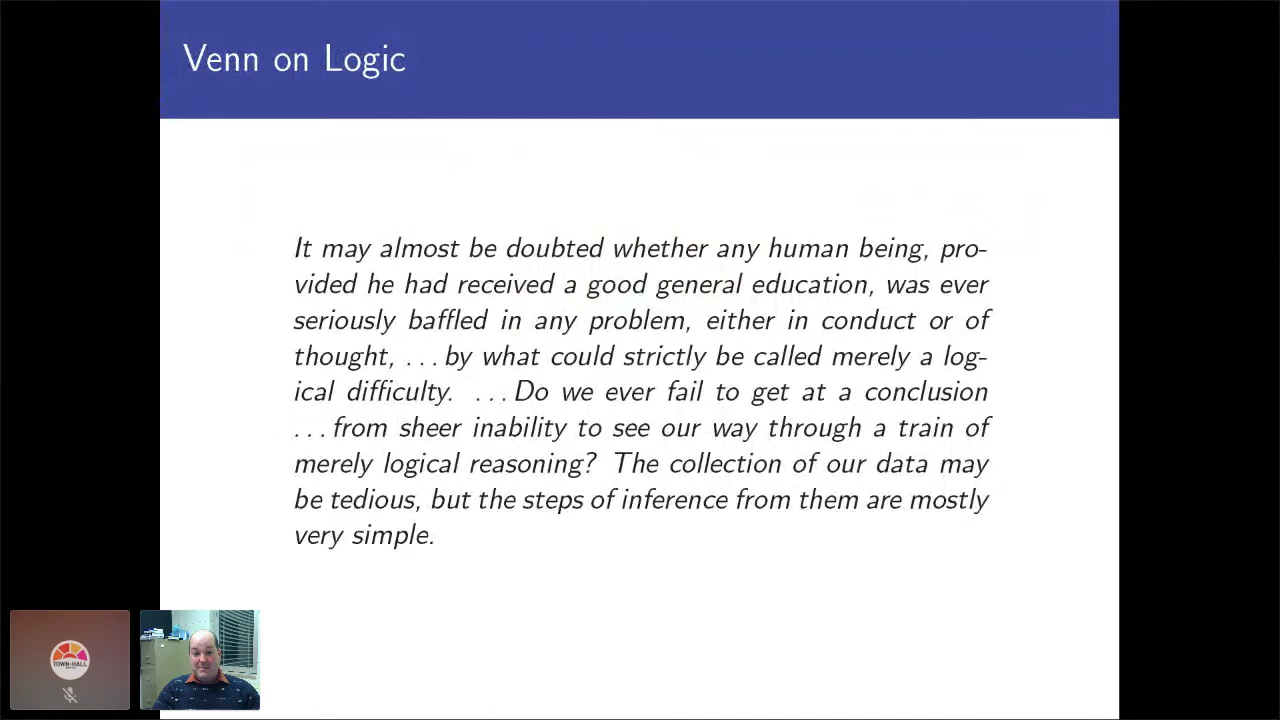 Venn on Logic
It may almost be doubted whether any human being, pro-
vided he had received a good general education, was ever
seriously baffled in any problem, either in conduct or of
thought, ...by what could strictly be called merely a log-
ical difficulty. ...Do we ever fail to get at a conclusion
...from sheer inability to see our way through a train of
merely logical reasoning? The collection of our data may
be tedious, but the steps of inference from them are mostly
very simple.
TOWN HALL